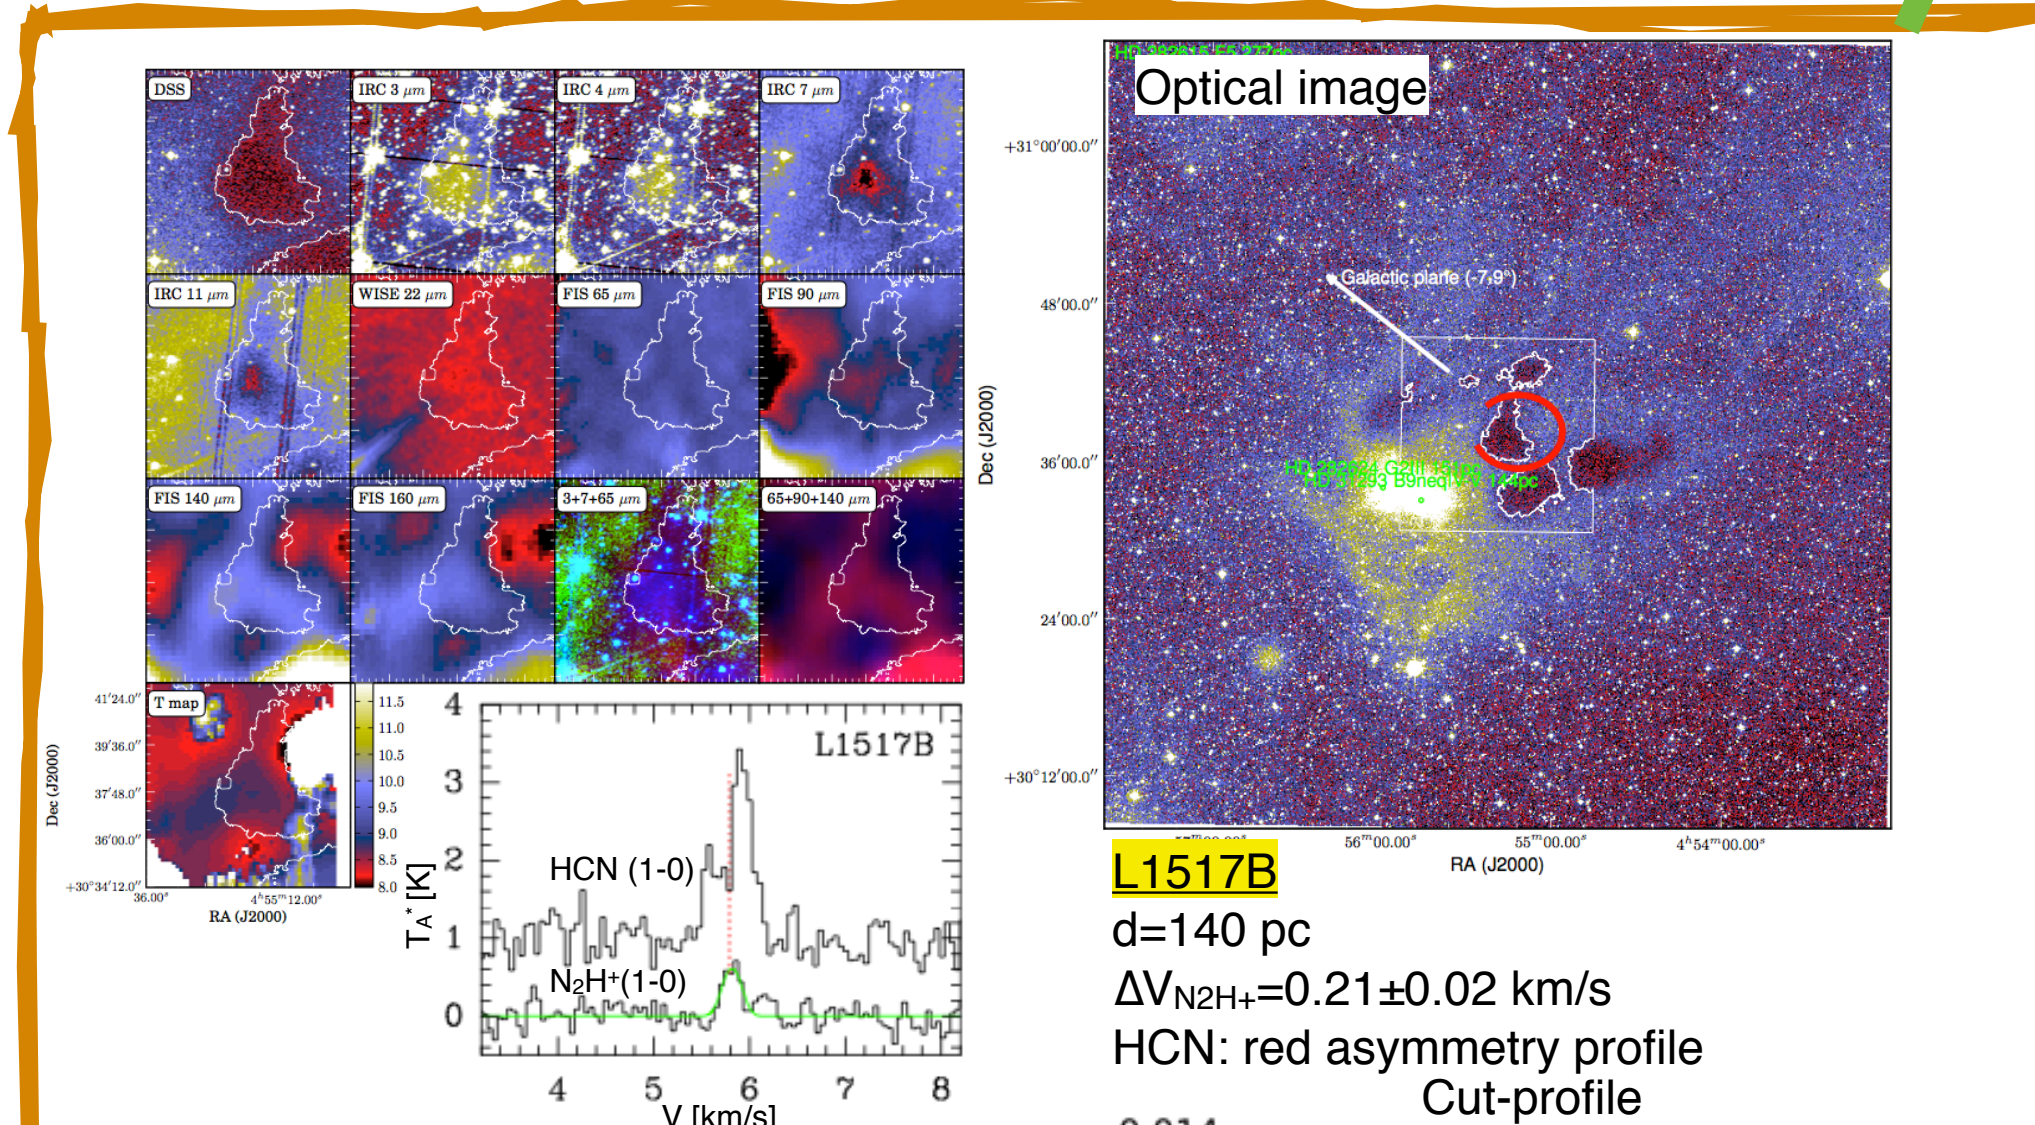 DSS
IRC 3 μm
IRC 4 μm
IRC 7 μm
IRC 11 μm
WISE 22 μm
FIS 65 μm
FIS 90 μm
FIS 140 μm
FIS 160 μm
3+7+65 μm
65+90+140 μm
T map
41′24.0″
39′36.0″
37′48.0″
36′00.0″
+30°34′12.0″
Dec (J2000)
36.00ˢ
4ʰ55ᵐ12.00ˢ
RA (J2000)
11.5
11.0
10.5
10.0
9.5
9.0
8.5
8.0
L1517B
HCN (1-0)
N₂H⁺(1-0)
T_A* [K]
4
3
2
1
0
4 5 6 7 8
V [km/s]
Optical image
Galactic plane (-7.9°)
+31°00′00.0″
48′00.0″
36′00.0″
24′00.0″
+30°12′00.0″
Dec (J2000)
56ᵐ00.00ˢ
55ᵐ00.00ˢ
4ʰ54ᵐ00.00ˢ
RA (J2000)
L1517B
d=140 pc
ΔV_N2H+=0.21±0.02 km/s
HCN: red asymmetry profile
Cut-profile